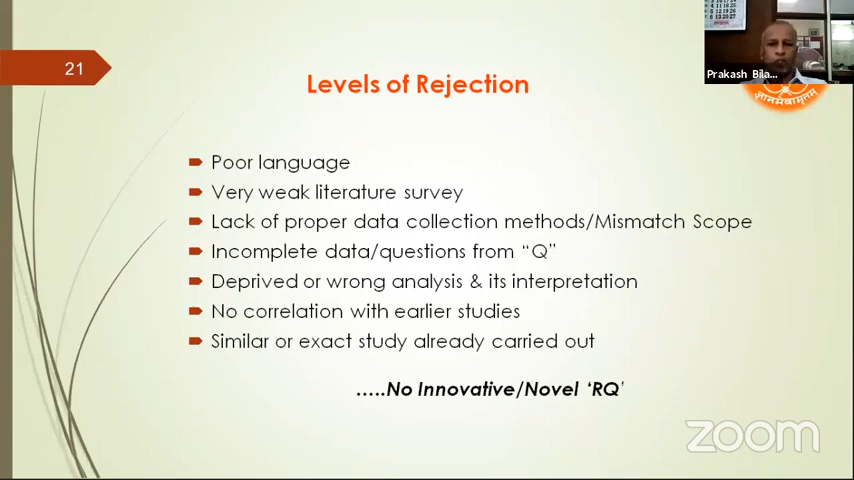 21
Levels of Rejection
Poor language
Very weak literature survey
Lack of proper data collection methods/Mismatch Scope
Incomplete data/questions from “Q”
Deprived or wrong analysis & its interpretation
No correlation with earlier studies
Similar or exact study already carried out
.....No Innovative/Novel ‘RQ’
Prakash Bila...
ज्ञानमेवामृतम्
zoom